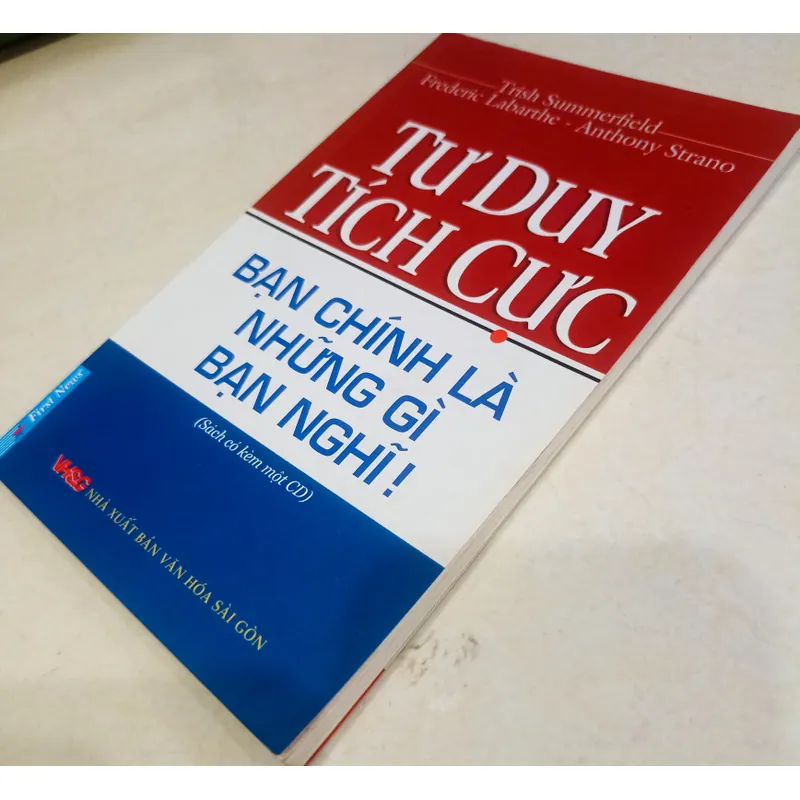 Trish Summerfield
Frederic Labarthe - Anthony Strano
TƯ DUY
TÍCH CỰC
BẠN CHÍNH LÀ
NHỮNG GÌ
BẠN NGHĨ!
(Sách có kèm một CD)
First News
VHSG NHÀ XUẤT BẢN VĂN HÓA SÀI GÒN